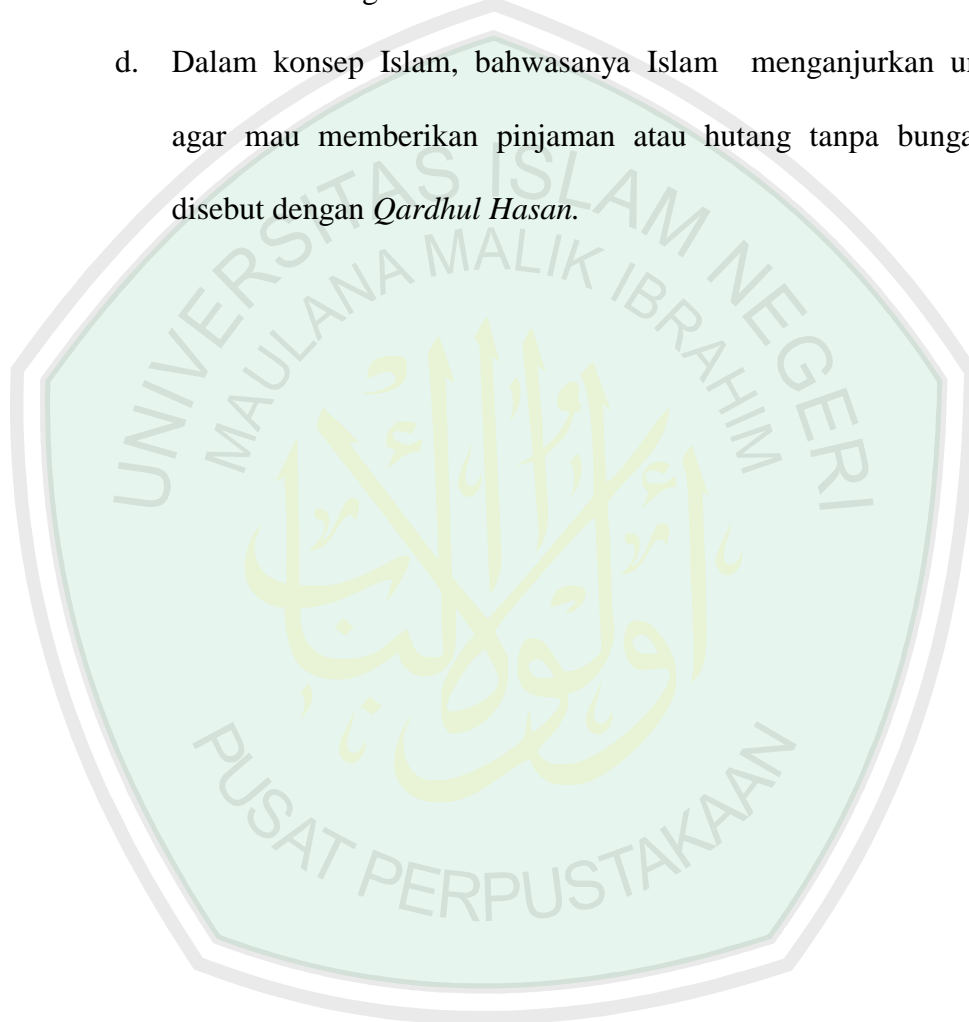 d. Dalam konsep Islam, bahwasanya Islam menganjurkan
agar mau memberikan pinjaman atau hutang tanpa bunga
disebut dengan Qardhul Hasan.
UNIVERSITAS ISLAM NEGERI
MAULANA MALIK IBRAHIM
PUSAT PERPUSTAKAAN